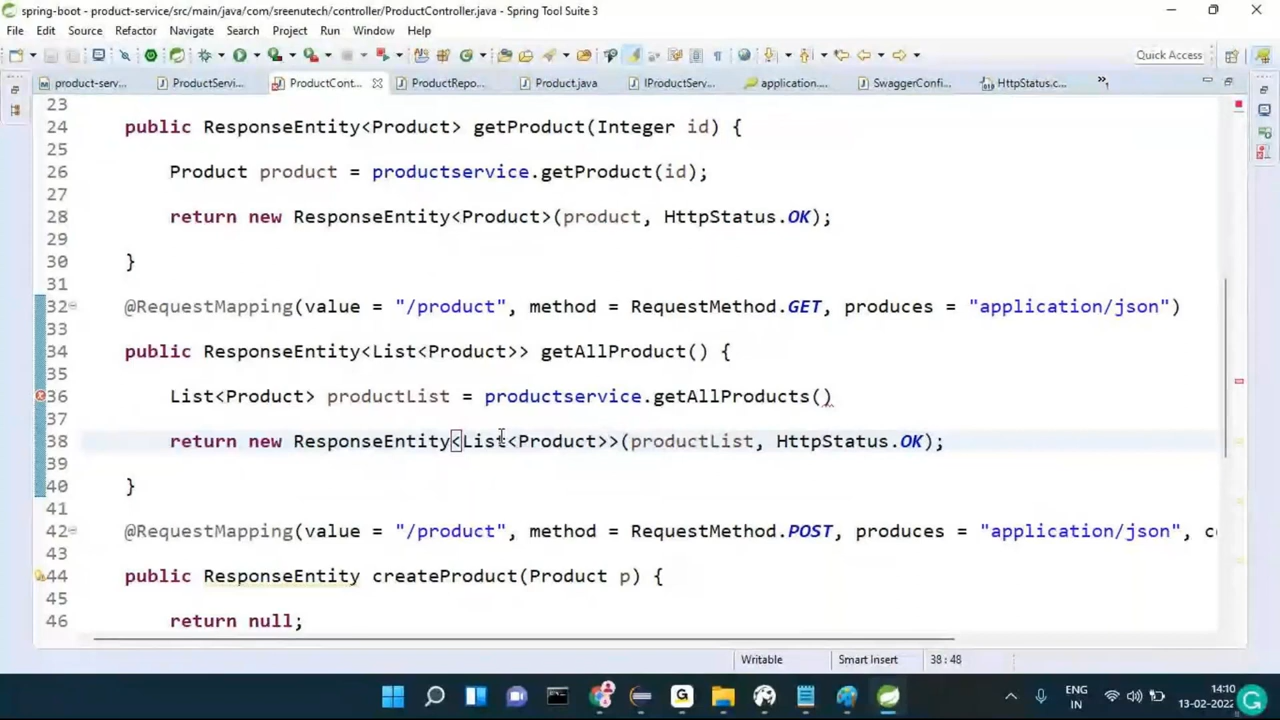 spring-boot - product-service/src/main/java/com/sreenutech/controller/ProductController.java - Spring Tool Suite 3
File Edit Source Refactor Navigate Search Project Run Window Help
Quick Access
product-serv... ProductServi... ProductCont... ProductRepo... Product.java IProductServ... application.... SwaggerConfi... HttpStatus.c...
23
24 public ResponseEntity<Product> getProduct(Integer id) {
25
26 Product product = productservice.getProduct(id);
27
28 return new ResponseEntity<Product>(product, HttpStatus.OK);
29
30 }
31
32 @RequestMapping(value = "/product", method = RequestMethod.GET, produces = "application/json")
33
34 public ResponseEntity<List<Product>> getAllProduct() {
35
36 List<Product> productList = productservice.getAllProducts()
37
38 return new ResponseEntity<List<Product>>(productList, HttpStatus.OK);
39
40 }
41
42 @RequestMapping(value = "/product", method = RequestMethod.POST, produces = "application/json", c
43
44 public ResponseEntity createProduct(Product p) {
45
46 return null;
Writable Smart Insert 38 : 48
ENG 14:10
IN 13-02-2022